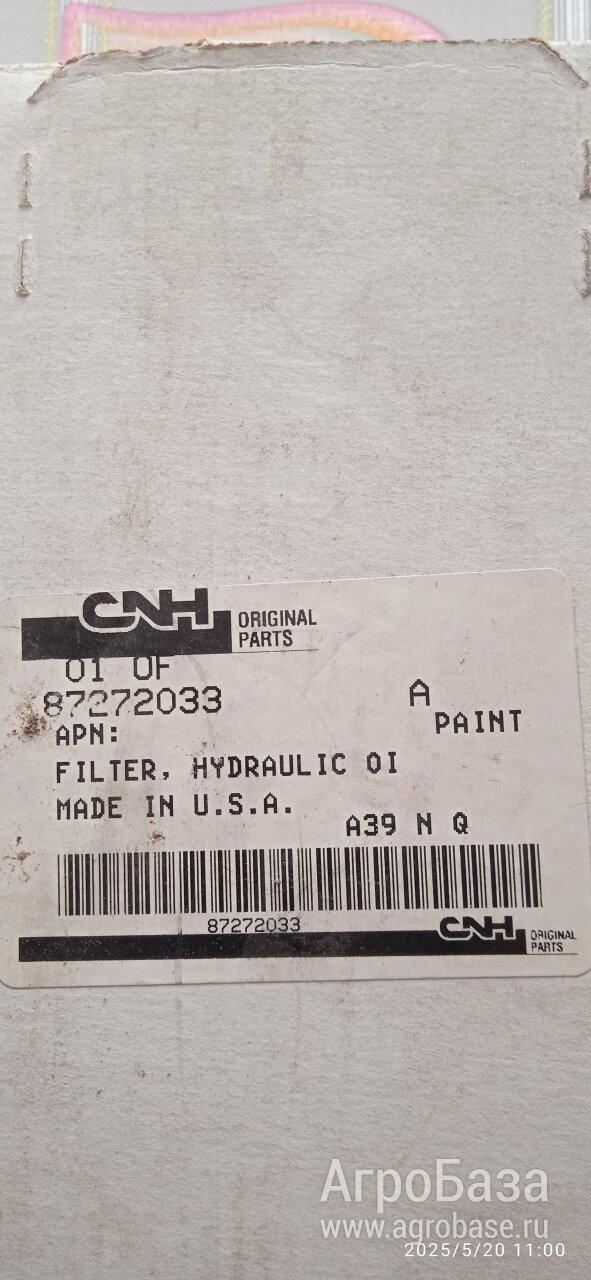 CNH ORIGINAL
PARTS
01 OF
87272033 A
APN: PAINT
FILTER, HYDRAULIC OI
MADE IN U.S.A.
A39 N Q
87272033
CNH ORIGINAL
PARTS
АгроБаза
www.agrobase.ru
2025/5/20 11:00